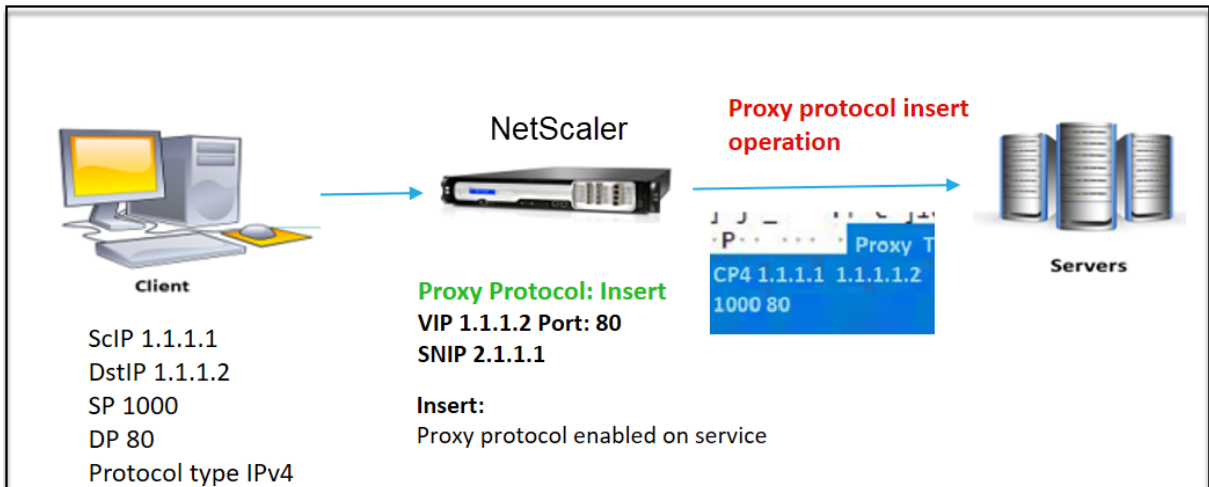 NetScaler
Proxy protocol insert
operation
Client
Servers
Proxy Protocol: Insert
VIP 1.1.1.2 Port: 80
SNIP 2.1.1.1
Insert:
Proxy protocol enabled on service
Proxy T
CP4 1.1.1.1 1.1.1.1.2
1000 80
ScIP 1.1.1.1
DstIP 1.1.1.2
SP 1000
DP 80
Protocol type IPv4